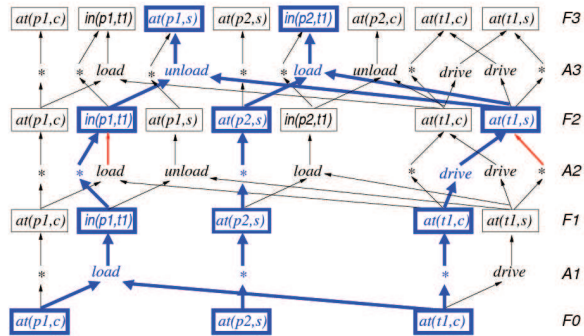 at(p1,c) in(p1,t1) at(p1,s) at(p2,s) in(p2,t1) at(p2,c) at(t1,c) at(t1,s) F3
* load * unload * load * unload * drive drive * A3
at(p1,c) in(p1,t1) at(p1,s) at(p2,s) in(p2,t1) at(t1,c) at(t1,s) F2
* * load unload * load * drive drive * A2
at(p1,c) in(p1,t1) at(p2,s) at(t1,c) at(t1,s) F1
* load * * drive A1
at(p1,c) at(p2,s) at(t1,c) F0